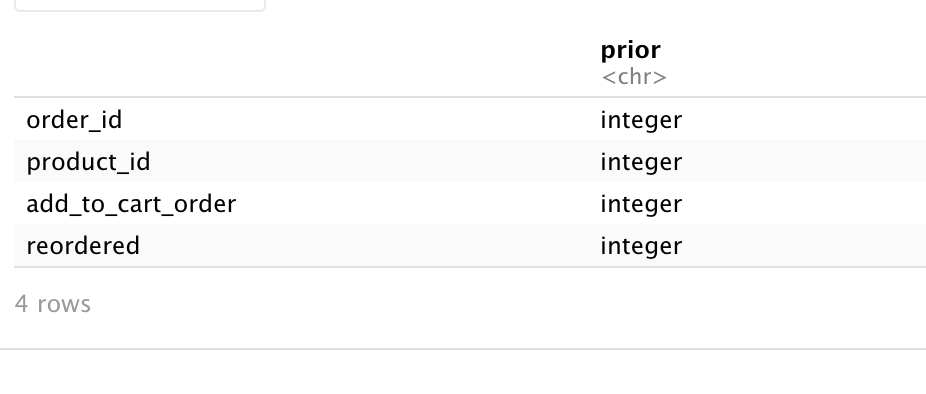 prior
<chr>
order_id integer
product_id integer
add_to_cart_order integer
reordered integer
4 rows